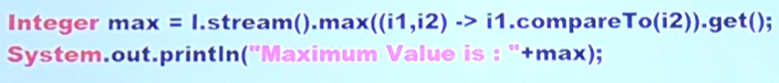 Integer max = l.stream().max((i1,i2) -> i1.compareTo(i2)).get();
System.out.println("Maximum Value is : "+max);